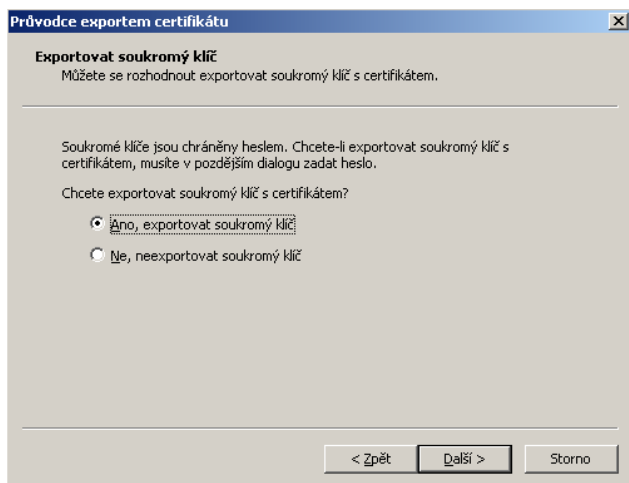 Průvodce exportem certifikátu
Exportovat soukromý klíč
Můžete se rozhodnout exportovat soukromý klíč s certifikátem.
Soukromé klíče jsou chráněny heslem. Chcete-li exportovat soukromý klíč s
certifikátem, musíte v pozdějším dialogu zadat heslo.
Chcete exportovat soukromý klíč s certifikátem?
Ano, exportovat soukromý klíč
Ne, neexportovat soukromý klíč
< Zpět Další > Storno